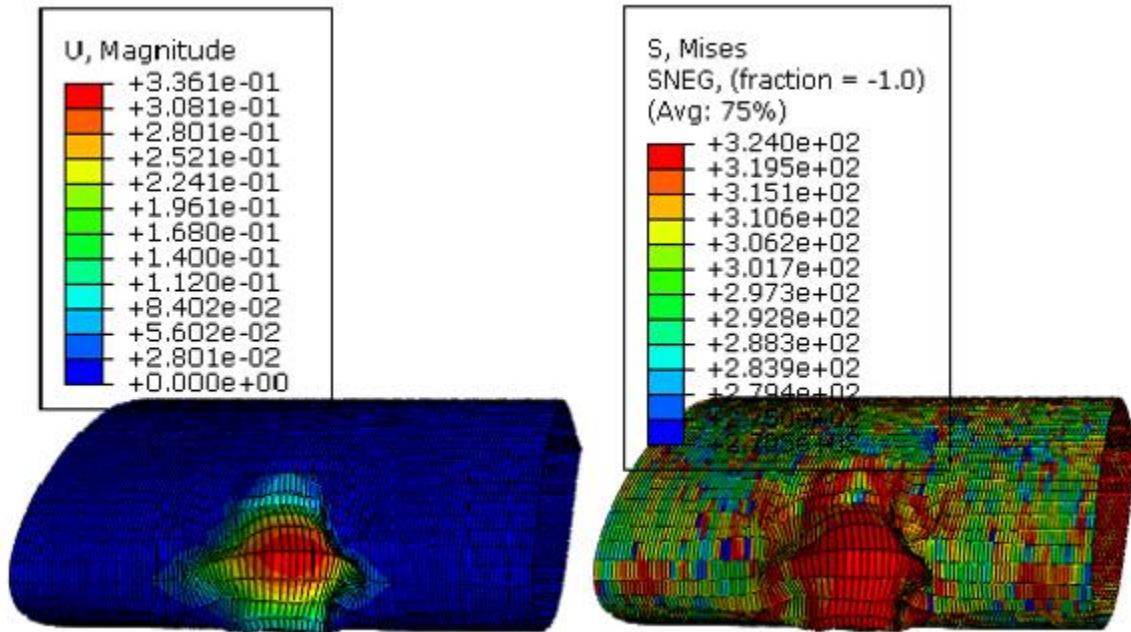 U, Magnitude
+3.361e-01
+3.081e-01
+2.801e-01
+2.521e-01
+2.241e-01
+1.961e-01
+1.680e-01
+1.400e-01
+1.120e-01
+8.402e-02
+5.602e-02
+2.801e-02
+0.000e+00
S, Mises
SNEG, (fraction = -1.0)
(Avg: 75%)
+3.240e+02
+3.195e+02
+3.151e+02
+3.106e+02
+3.062e+02
+3.017e+02
+2.973e+02
+2.928e+02
+2.883e+02
+2.839e+02
+2.794e+02